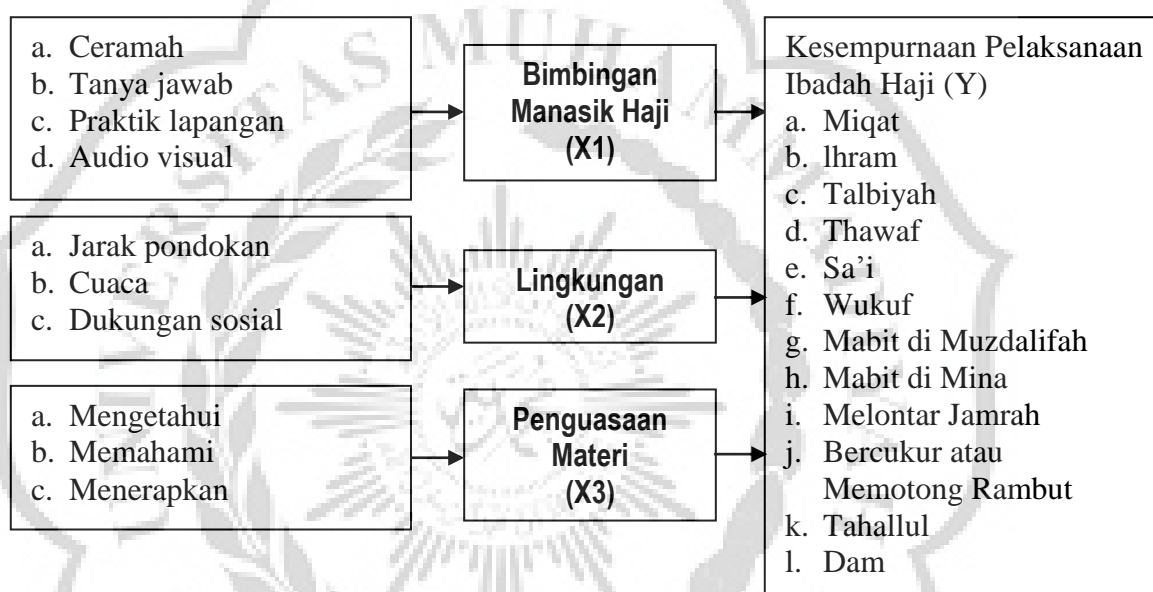 a. Ceramah
b. Tanya jawab
c. Praktik lapangan
d. Audio visual
Bimbingan
Manasik Haji
(X1)
a. Jarak pondokan
b. Cuaca
c. Dukungan sosial
Lingkungan
(X2)
a. Mengetahui
b. Memahami
c. Menerapkan
Penguasaan
Materi
(X3)
Kesempurnaan Pelaksanaan
Ibadah Haji (Y)
a. Miqat
b. Ihram
c. Talbiyah
d. Thawaf
e. Sa’i
f. Wukuf
g. Mabit di Muzdalifah
h. Mabit di Mina
i. Melontar Jamrah
j. Bercukur atau
Memotong Rambut
k. Tahallul
l. Dam